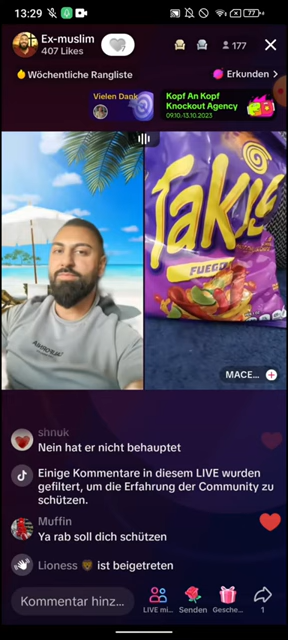 13:29
77
Ex-muslim
407 Likes
177
Wöchentliche Rangliste
Erkunden >
Vielen Dank
Kopf An Kopf
Knockout Agency
09.10-13.10.2023
Takis
FUEGO
MACE...
shnuk
Nein hat er nicht behauptet
Einige Kommentare in diesem LIVE wurden
gefiltert, um die Erfahrung der Community zu
schützen.
Muffin
Ya rab soll dich schützen
Lioness 🦁 ist beigetreten
Kommentar hinz...
LIVE mi...
Senden
Gesche...
1